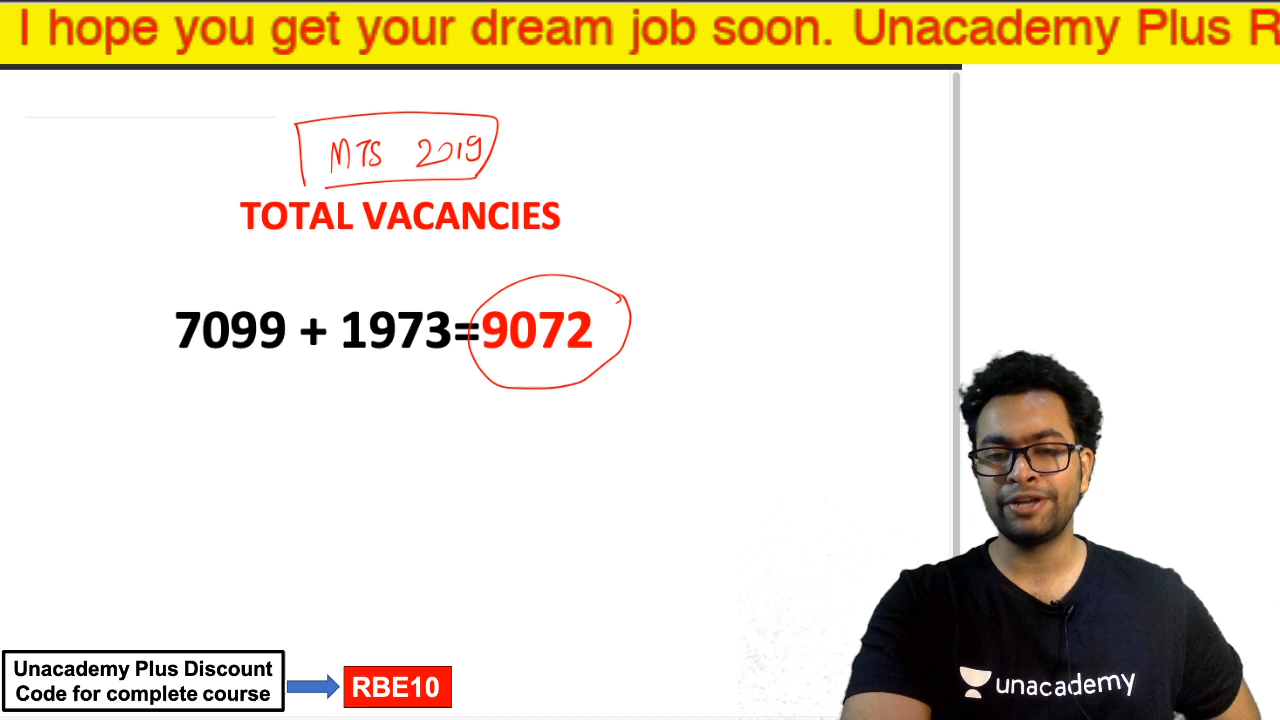 I hope you get your dream job soon. Unacademy Plus R
MTS 2019
TOTAL VACANCIES
7099 + 1973=9072
Unacademy Plus Discount
Code for complete course
RBE10
unacademy